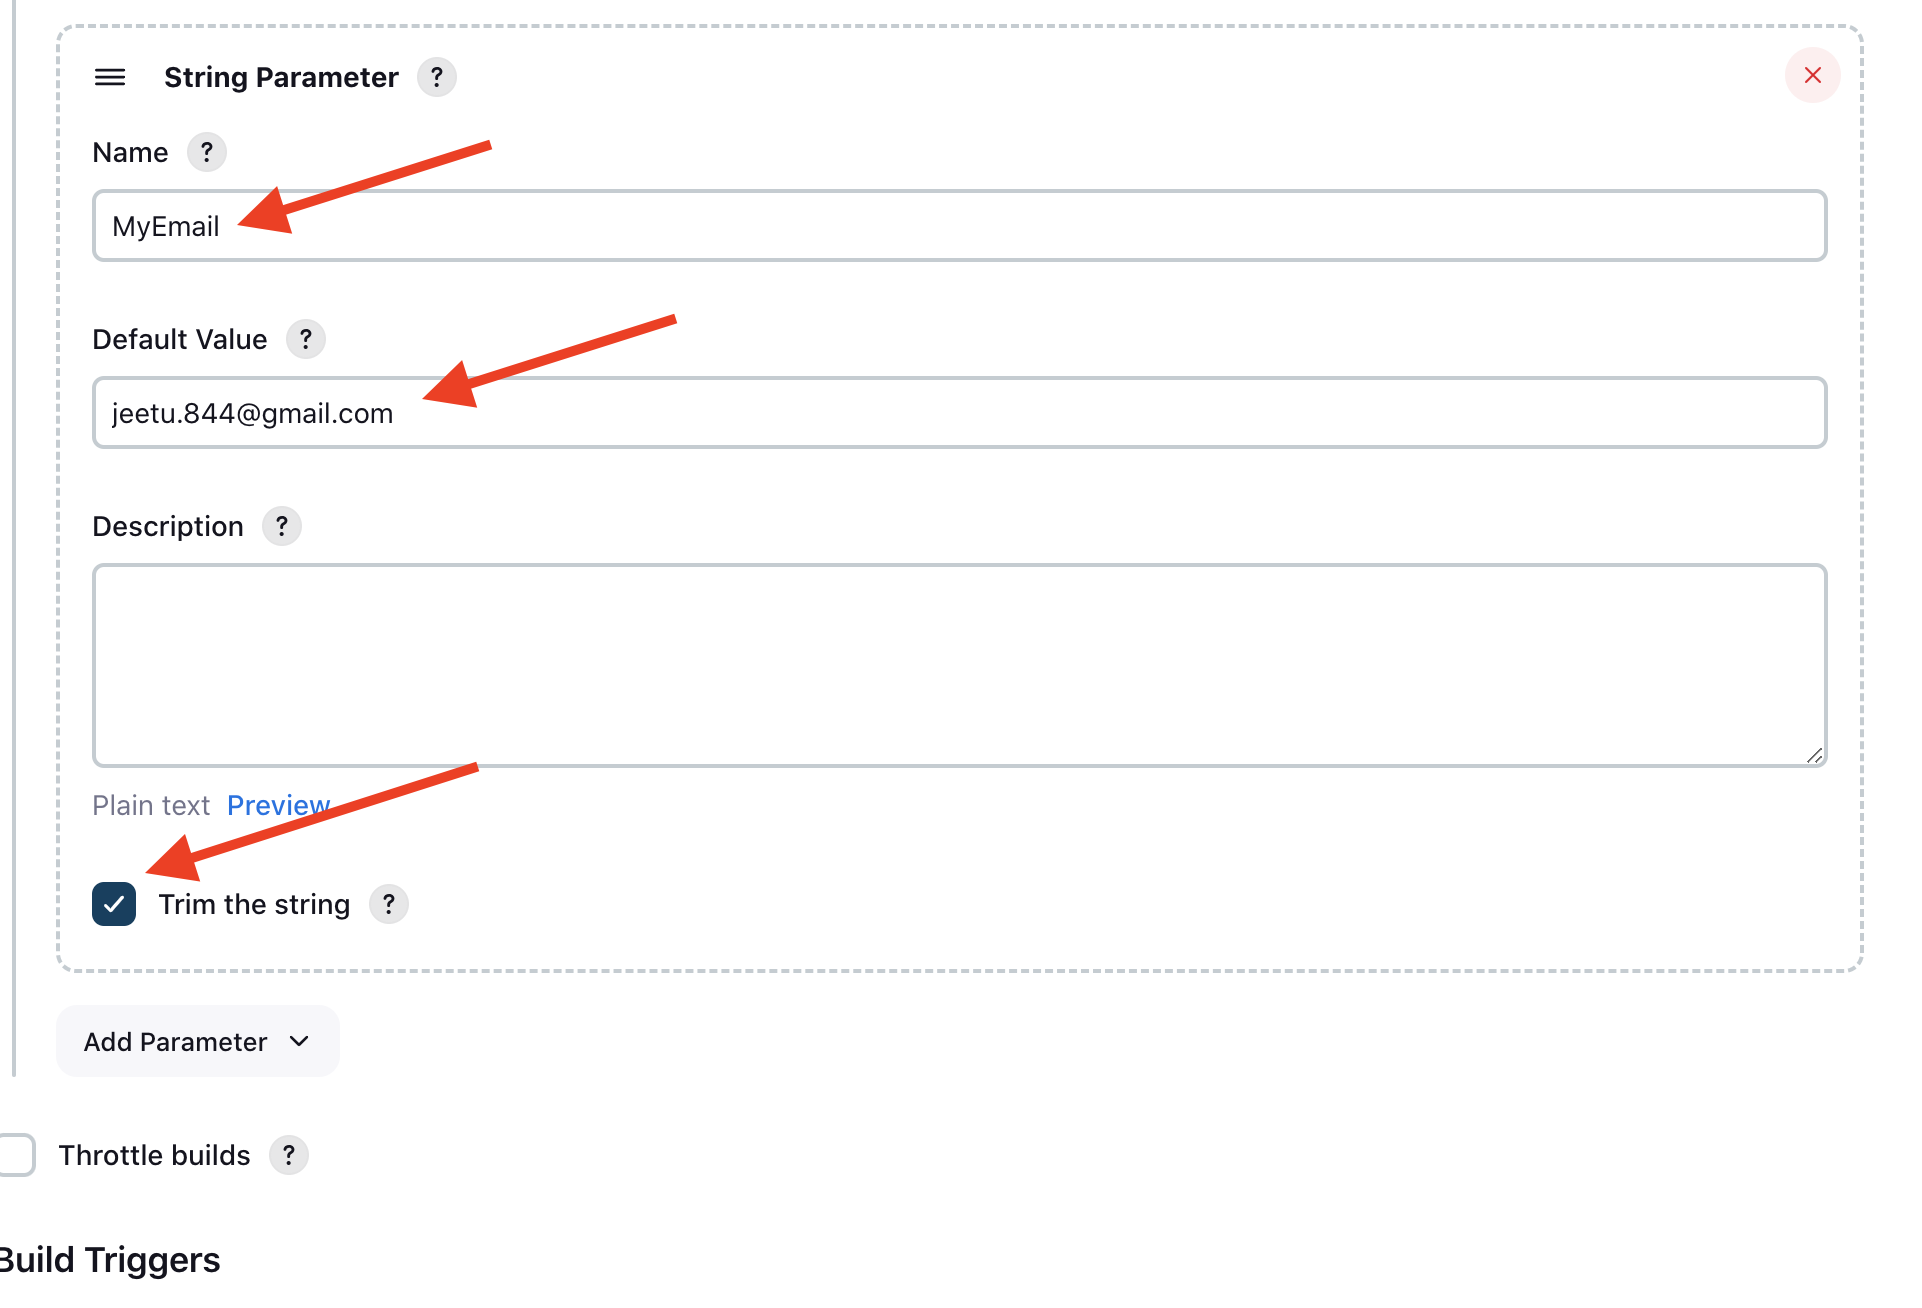 String Parameter ?
Name ?
MyEmail
Default Value ?
jeetu.844@gmail.com
Description ?
Plain text Preview
Trim the string ?
Add Parameter
Throttle builds ?
Build Triggers